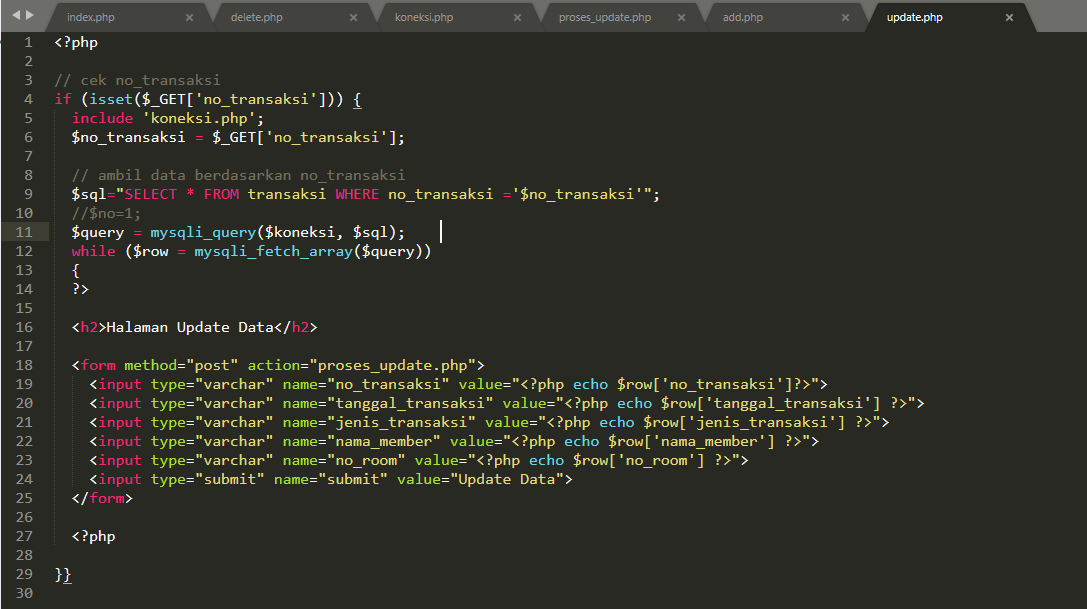 index.php × delete.php × koneksi.php × proses_update.php × add.php × update.php ×
1 <?php
2
3 // cek no_transaksi
4 if (isset($_GET['no_transaksi'])) {
5 include 'koneksi.php';
6 $no_transaksi = $_GET['no_transaksi'];
7
8 // ambil data berdasarkan no_transaksi
9 $sql="SELECT * FROM transaksi WHERE no_transaksi ='$no_transaksi'";
10 //$no=1;
11 $query = mysqli_query($koneksi, $sql);
12 while ($row = mysqli_fetch_array($query))
13 {
14 ?>
15
16 <h2>Halaman Update Data</h2>
17
18 <form method="post" action="proses_update.php">
19 <input type="varchar" name="no_transaksi" value="<?php echo $row['no_transaksi']?>">
20 <input type="varchar" name="tanggal_transaksi" value="<?php echo $row['tanggal_transaksi'] ?>">
21 <input type="varchar" name="jenis_transaksi" value="<?php echo $row['jenis_transaksi'] ?>">
22 <input type="varchar" name="nama_member" value="<?php echo $row['nama_member'] ?>">
23 <input type="varchar" name="no_room" value="<?php echo $row['no_room'] ?>">
24 <input type="submit" name="submit" value="Update Data">
25 </form>
26
27 <?php
28
29 }}
30